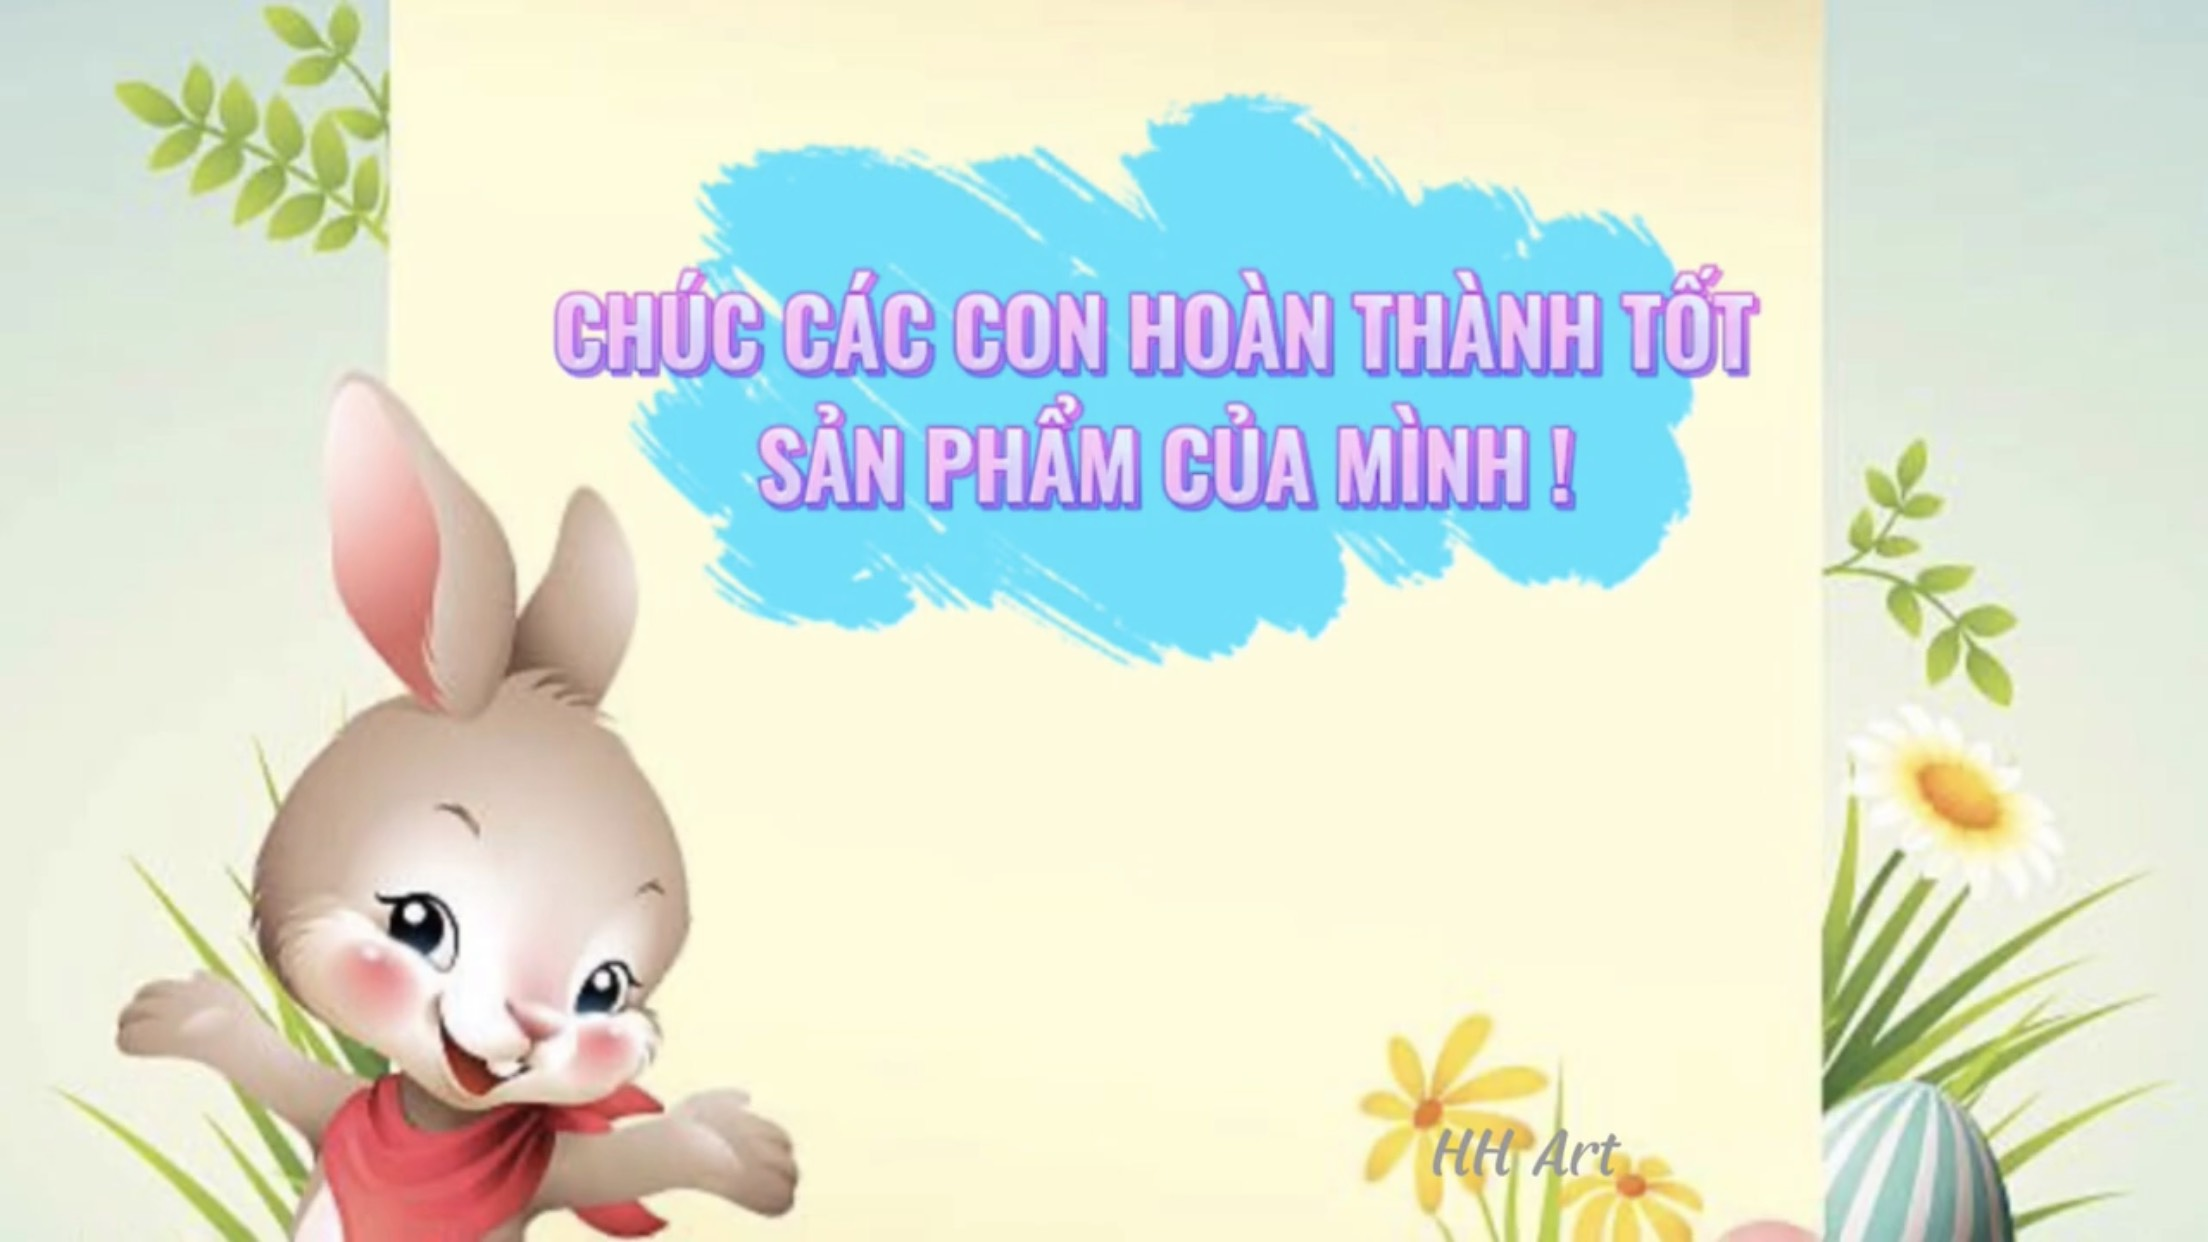 CHÚC CÁC CON HOÀN THÀNH TỐT
SẢN PHẨM CỦA MÌNH !
HH Art